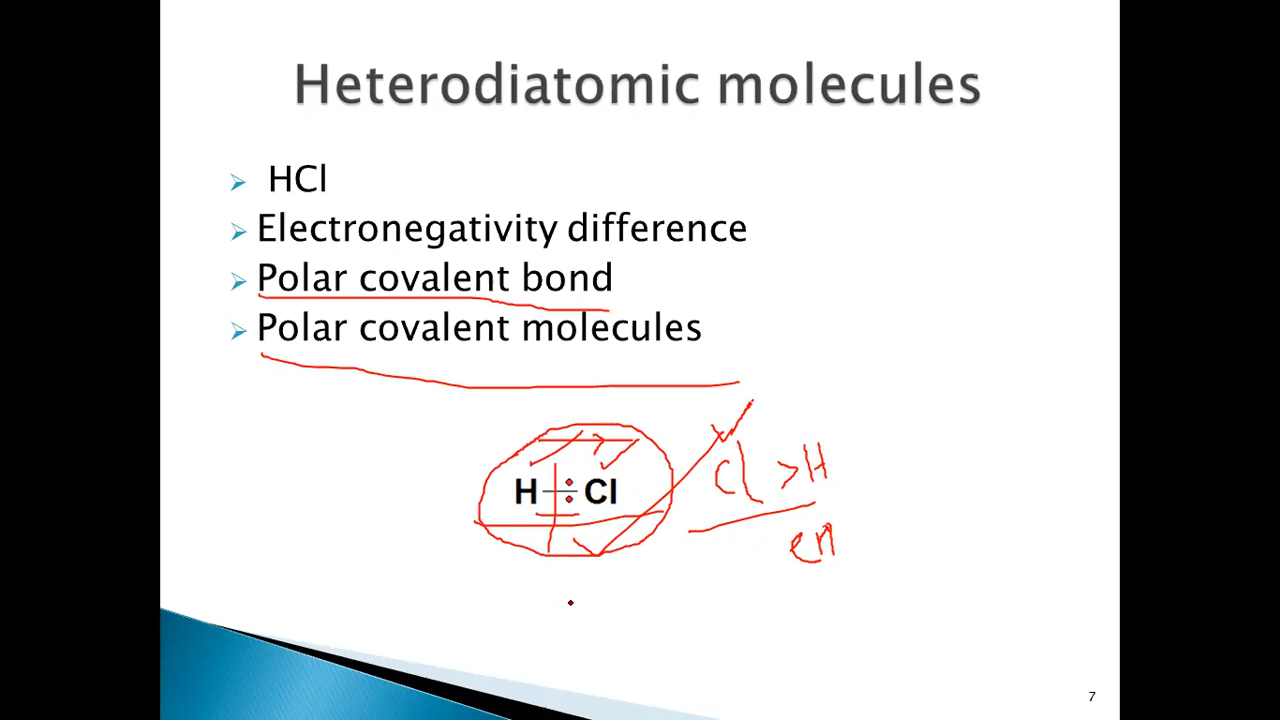 Heterodiatomic molecules
HCl
Electronegativity difference
Polar covalent bond
Polar covalent molecules
H Cl
Cl > H
en
7